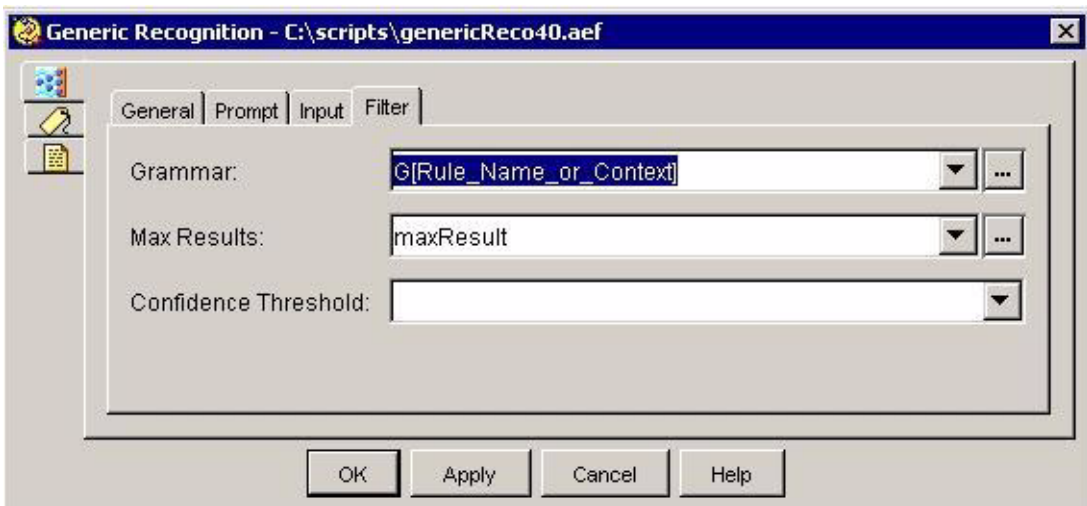 Generic Recognition - C:\scripts\genericReco40.aef
General Prompt Input Filter
Grammar: G[Rule_Name_or_Context] ...
Max Results: maxResult ...
Confidence Threshold:
OK Apply Cancel Help